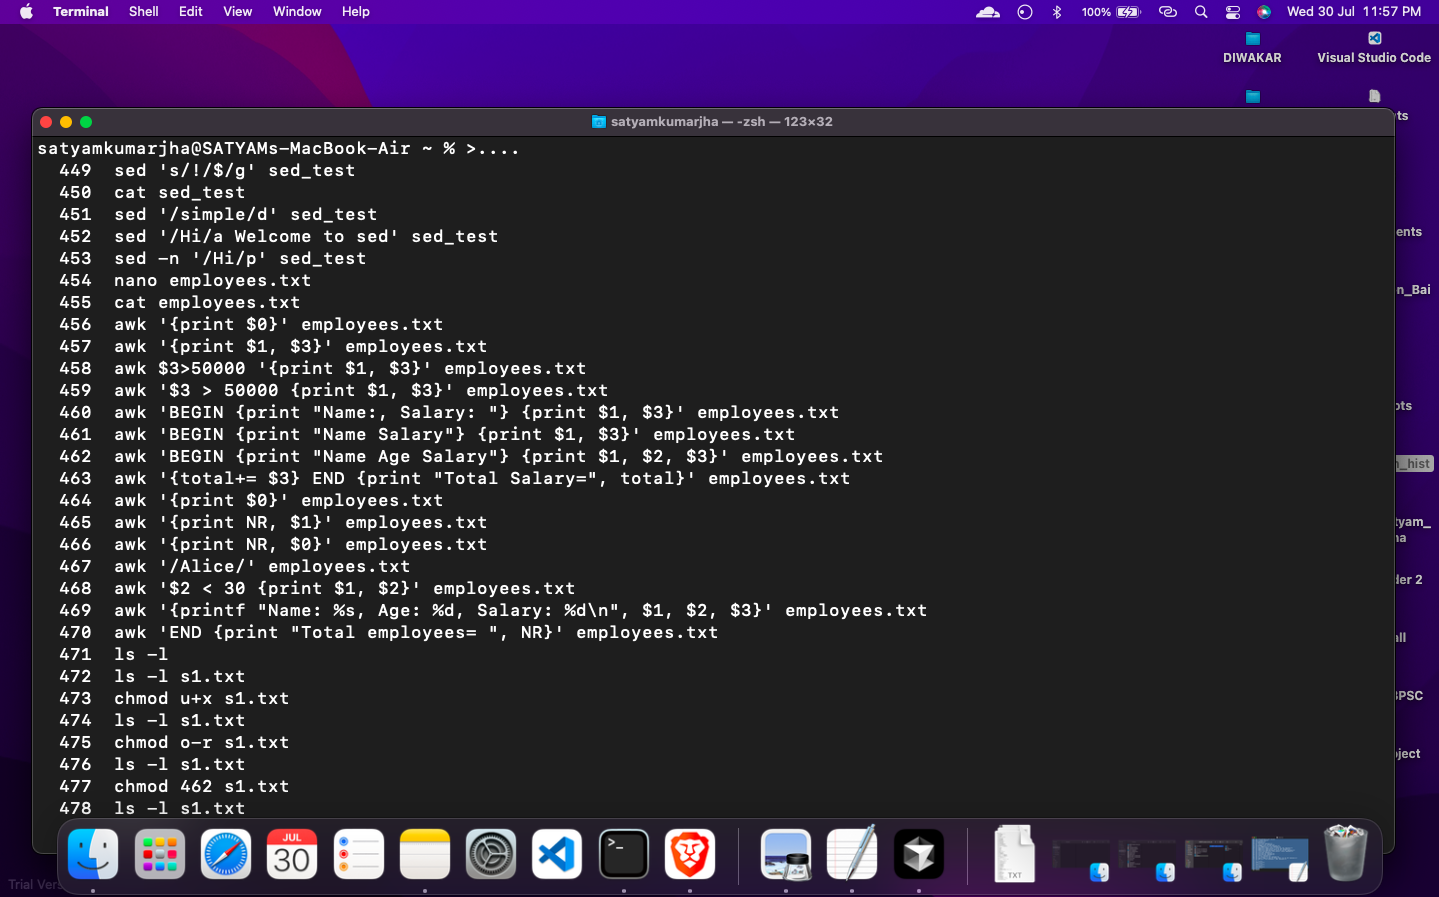 Terminal Shell Edit View Window Help 100% Wed 30 Jul 11:57 PM
DIWAKAR Visual Studio Code
satyamkumarjha — -zsh — 123×32
satyamkumarjha@SATYAMs-MacBook-Air ~ % >....
449 sed 's/!/$/g' sed_test
450 cat sed_test
451 sed '/simple/d' sed_test
452 sed '/Hi/a Welcome to sed' sed_test
453 sed -n '/Hi/p' sed_test
454 nano employees.txt
455 cat employees.txt
456 awk '{print $0}' employees.txt
457 awk '{print $1, $3}' employees.txt
458 awk $3>50000 '{print $1, $3}' employees.txt
459 awk '$3 > 50000 {print $1, $3}' employees.txt
460 awk 'BEGIN {print "Name:, Salary: "} {print $1, $3}' employees.txt
461 awk 'BEGIN {print "Name Salary"} {print $1, $3}' employees.txt
462 awk 'BEGIN {print "Name Age Salary"} {print $1, $2, $3}' employees.txt
463 awk '{total+= $3} END {print "Total Salary=", total}' employees.txt
464 awk '{print $0}' employees.txt
465 awk '{print NR, $1}' employees.txt
466 awk '{print NR, $0}' employees.txt
467 awk '/Alice/' employees.txt
468 awk '$2 < 30 {print $1, $2}' employees.txt
469 awk '{printf "Name: %s, Age: %d, Salary: %d\n", $1, $2, $3}' employees.txt
470 awk 'END {print "Total employees= ", NR}' employees.txt
471 ls -l
472 ls -l s1.txt
473 chmod u+x s1.txt
474 ls -l s1.txt
475 chmod o-r s1.txt
476 ls -l s1.txt
477 chmod 462 s1.txt
478 ls -l s1.txt
ents
n_Bai
_hist
tyam_
der 2
PSC
ject
Trial
JUL
30
TXT